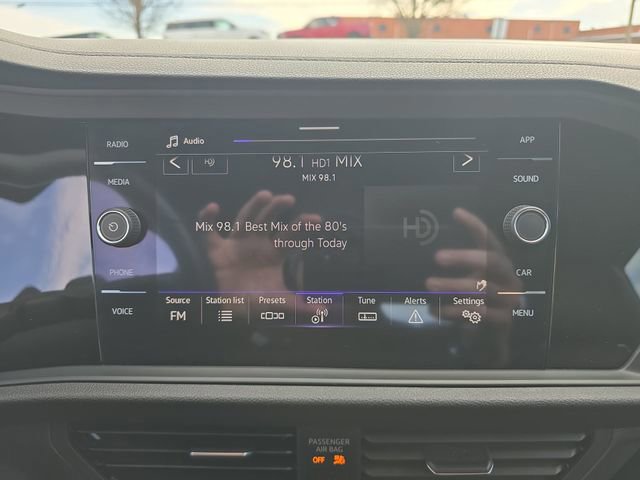 RADIO
MEDIA
PHONE
VOICE
Audio
HD
98.1 HD1 MIX
MIX 98.1
Mix 98.1 Best Mix of the 80's
through Today
HD
Source
FM
Station list
Presets
Station
Tune
Alerts
Settings
APP
SOUND
CAR
MENU
PASSENGER
AIR BAG
OFF